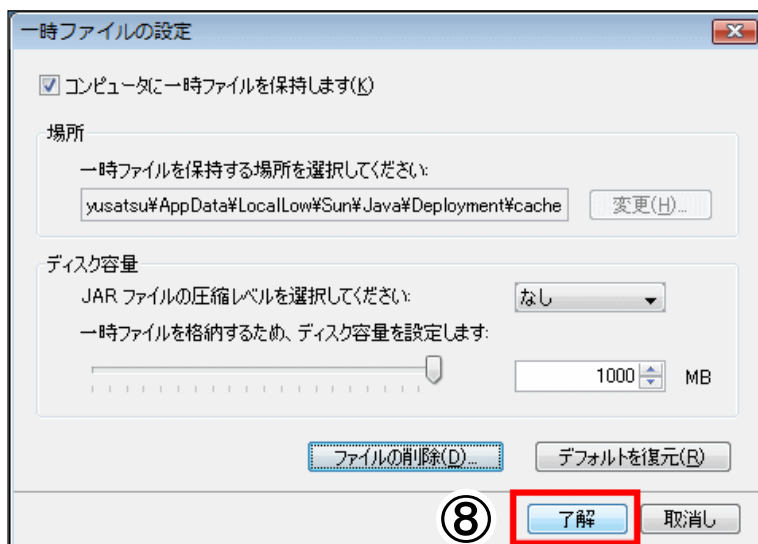 一時ファイルの設定
コンピュータに一時ファイルを保持します(K)
場所
一時ファイルを保持する場所を選択してください:
yusatsu¥AppData¥LocalLow¥Sun¥Java¥Deployment¥cache 変更(H)...
ディスク容量
JAR ファイルの圧縮レベルを選択してください: なし
一時ファイルを格納するため、ディスク容量を設定します:
1000 MB
ファイルの削除(D)... デフォルトを復元(R)
⑧ 了解 取消し